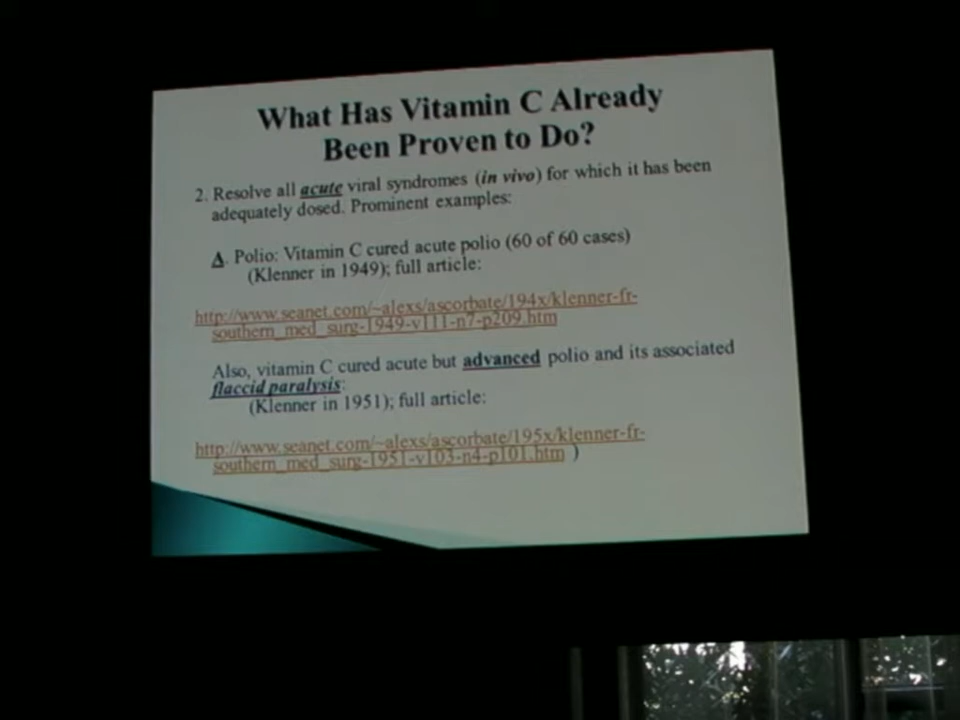 What Has Vitamin C Already
Been Proven to Do?
2. Resolve all acute viral syndromes (in vivo) for which it has been
adequately dosed. Prominent examples:
A. Polio: Vitamin C cured acute polio (60 of 60 cases)
(Klenner in 1949); full article:
http://www.seanet.com/~alexs/ascorbate/194x/klenner-fr-
southern_med_surg-1949-v111-n7-p209.htm
Also, vitamin C cured acute but advanced polio and its associated
flaccid paralysis:
(Klenner in 1951); full article:
http://www.seanet.com/~alexs/ascorbate/195x/klenner-fr-
southern_med_surg-1951-v103-n4-p101.htm )